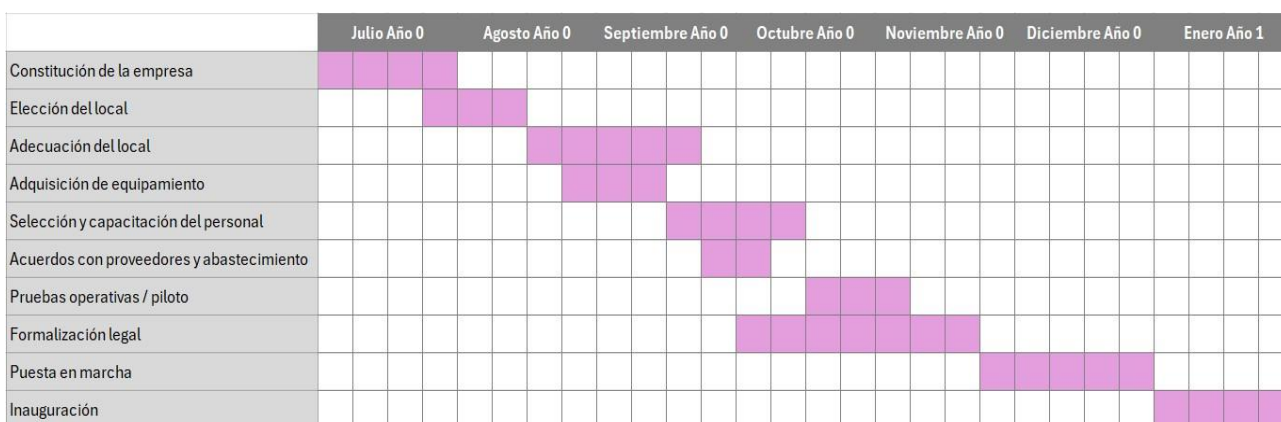 Julio Año 0 Agosto Año 0 Septiembre Año 0 Octubre Año 0 Noviembre Año 0 Diciembre Año 0 Enero Año 1
Constitución de la empresa
Elección del local
Adecuación del local
Adquisición de equipamiento
Selección y capacitación del personal
Acuerdos con proveedores y abastecimiento
Pruebas operativas / piloto
Formalización legal
Puesta en marcha
Inauguración